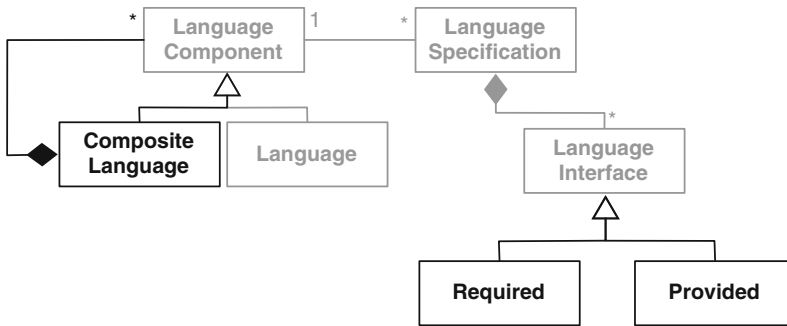 *
Language
Component
1
*
Language
Specification
Composite
Language
Language
*
Language
Interface
Required
Provided